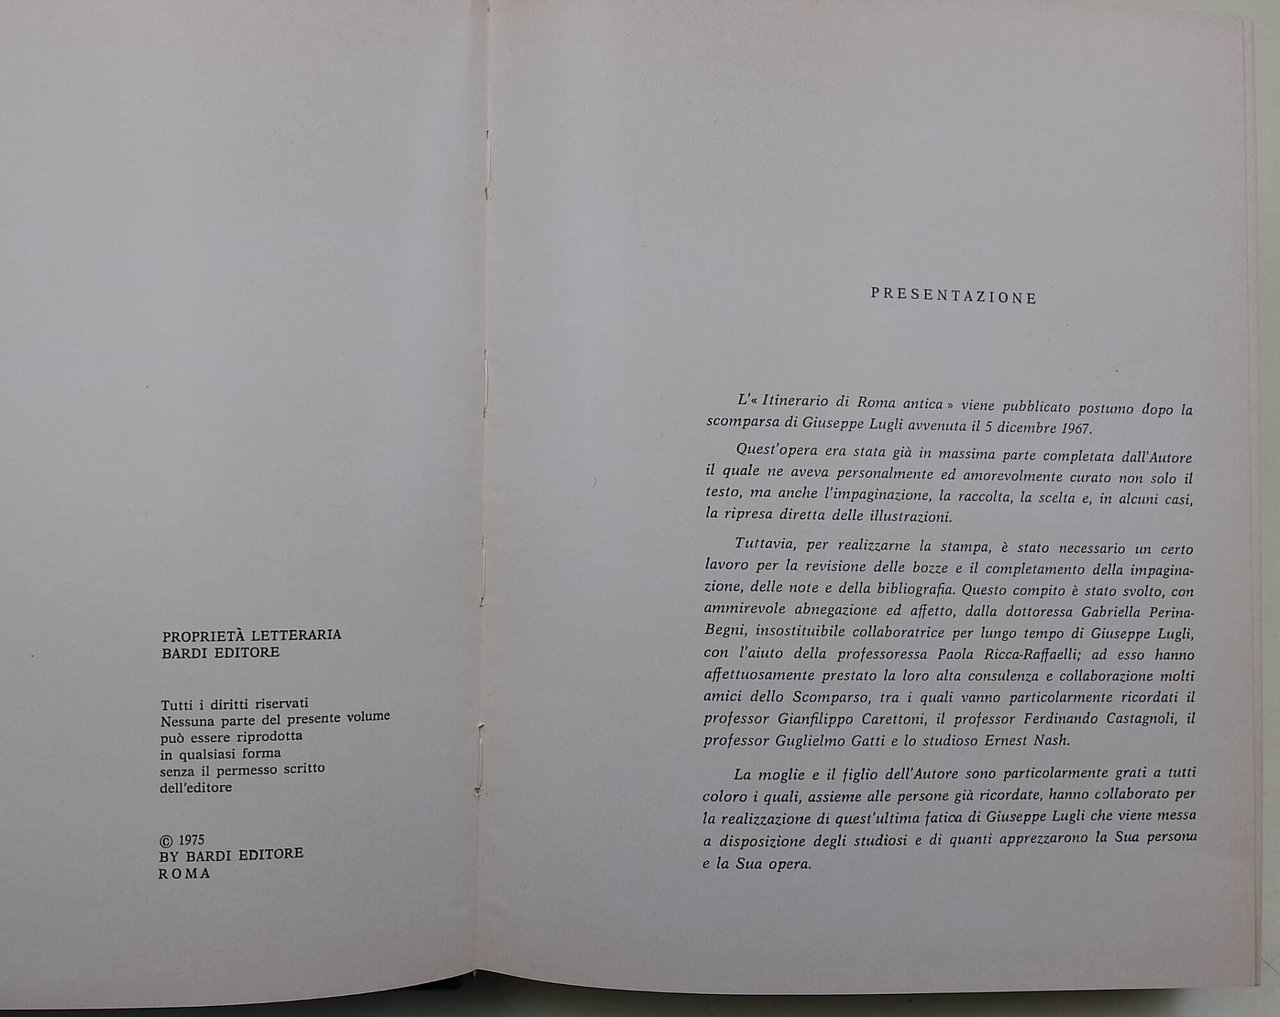 PROPRIETÀ LETTERARIA
BARDI EDITORE
Tutti i diritti riservati
Nessuna parte del presente volume
può essere riprodotta
in qualsiasi forma
senza il permesso scritto
dell'editore
© 1975
BY BARDI EDITORE
ROMA
PRESENTAZIONE
L'« Itinerario di Roma antica » viene pubblicato postumo dopo la
scomparsa di Giuseppe Lugli avvenuta il 5 dicembre 1967.
Quest'opera era stata già in massima parte completata dall'Autore
il quale ne aveva personalmente ed amorevolmente curato non solo il
testo, ma anche l'impaginazione, la raccolta, la scelta e, in alcuni casi,
la ripresa diretta delle illustrazioni.
Tuttavia, per realizzarne la stampa, è stato necessario un certo
lavoro per la revisione delle bozze e il completamento della impagina-
zione, delle note e della bibliografia. Questo compito è stato svolto, con
ammirevole abnegazione ed affetto, dalla dottoressa Gabriella Perina-
Begni, insostituibile collaboratrice per lungo tempo di Giuseppe Lugli,
con l'aiuto della professoressa Paola Ricca-Raffaelli; ad esso hanno
affettuosamente prestato la loro alta consulenza e collaborazione molti
amici dello Scomparso, tra i quali vanno particolarmente ricordati il
professor Gianfilippo Carettoni, il professor Ferdinando Castagnoli, il
professor Guglielmo Gatti e lo studioso Ernest Nash.
La moglie e il figlio dell'Autore sono particolarmente grati a tutti
coloro i quali, assieme alle persone già ricordate, hanno collaborato per
la realizzazione di quest'ultima fatica di Giuseppe Lugli che viene messa
a disposizione degli studiosi e di quanti apprezzarono la Sua persona
e la Sua opera.